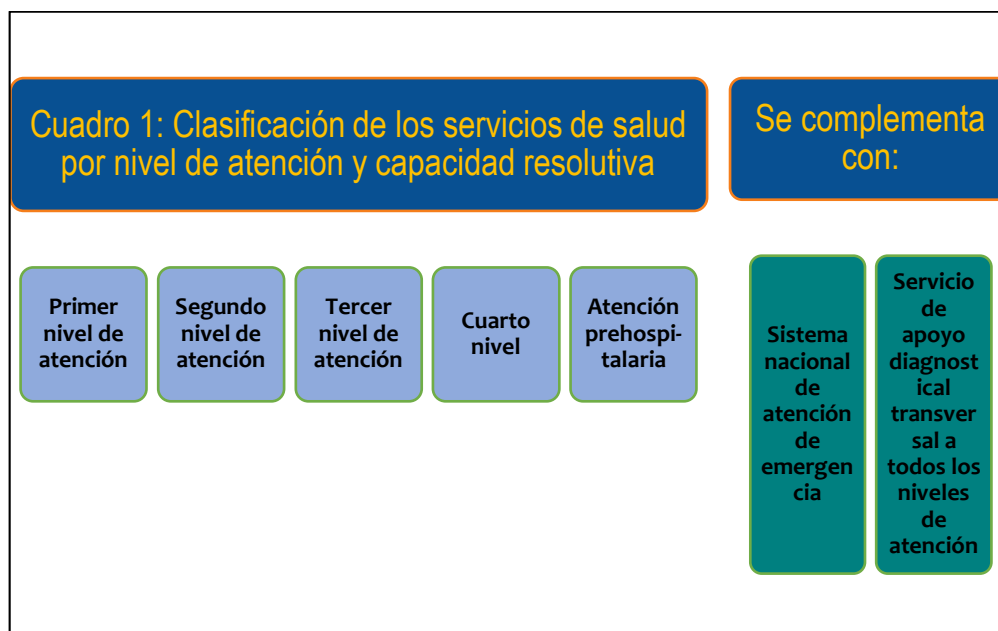 Cuadro 1: Clasificación de los servicios de salud
por nivel de atención y capacidad resolutiva
Se complementa
con:
Primer
nivel de
atención
Segundo
nivel de
atención
Tercer
nivel de
atención
Cuarto
nivel
Atención
prehospi-
talaria
Sistema
nacional
de
atención
de
emergen
cia
Servicio
de
apoyo
diagnost
ical
transver
sal a
todos los
niveles
de
atención